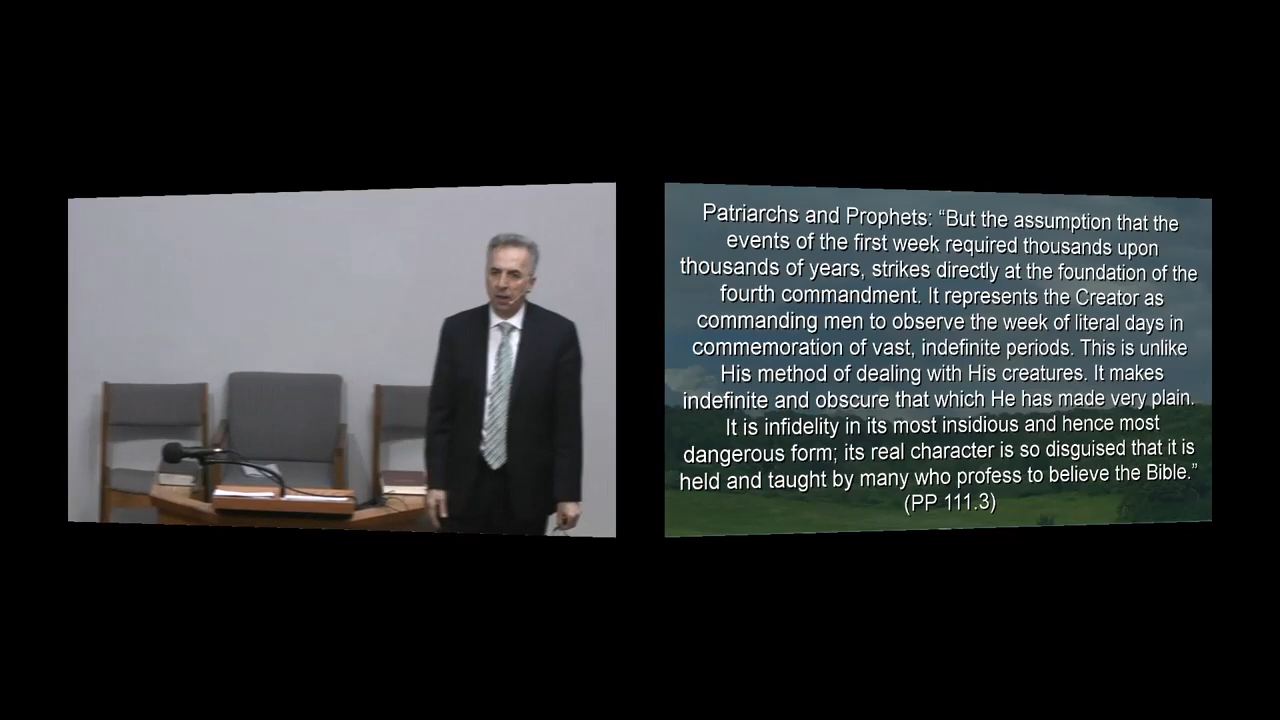 Patriarchs and Prophets: “But the assumption that the
events of the first week required thousands upon
thousands of years, strikes directly at the foundation of the
fourth commandment. It represents the Creator as
commanding men to observe the week of literal days in
commemoration of vast, indefinite periods. This is unlike
His method of dealing with His creatures. It makes
indefinite and obscure that which He has made very plain.
It is infidelity in its most insidious and hence most
dangerous form; its real character is so disguised that it is
held and taught by many who profess to believe the Bible.”
(PP 111.3)